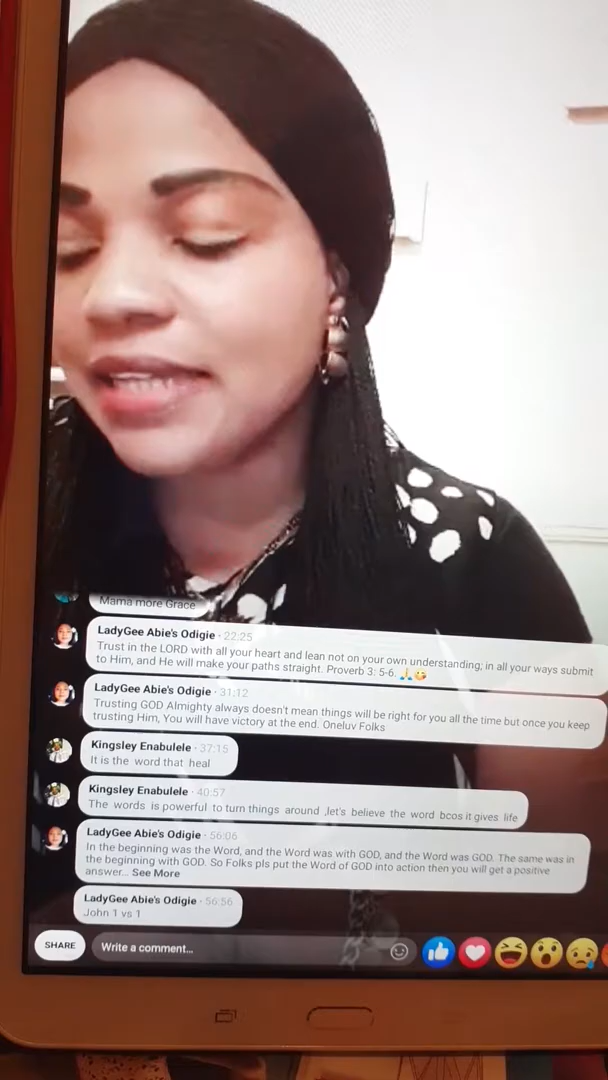 Mama more Grace
LadyGee Abie's Odigie · 22:25
Trust in the LORD with all your heart and lean not on your own understanding; in all your ways submit
to Him, and He will make your paths straight. Proverb 3: 5-6. 🙏😘
LadyGee Abie's Odigie · 31:12
Trusting GOD Almighty always doesn't mean things will be right for you all the time but once you keep
trusting Him, You will have victory at the end. Oneluv Folks
Kingsley Enabulele · 37:15
It is the word that heal
Kingsley Enabulele · 40:57
The words is powerful to turn things around ,let's believe the word bcos it gives life
LadyGee Abie's Odigie · 56:06
In the beginning was the Word, and the Word was with GOD, and the Word was GOD. The same was in
the beginning with GOD. So Folks pls put the Word of GOD into action then you will get a positive
answer... See More
LadyGee Abie's Odigie · 56:56
John 1 vs 1
SHARE
Write a comment...